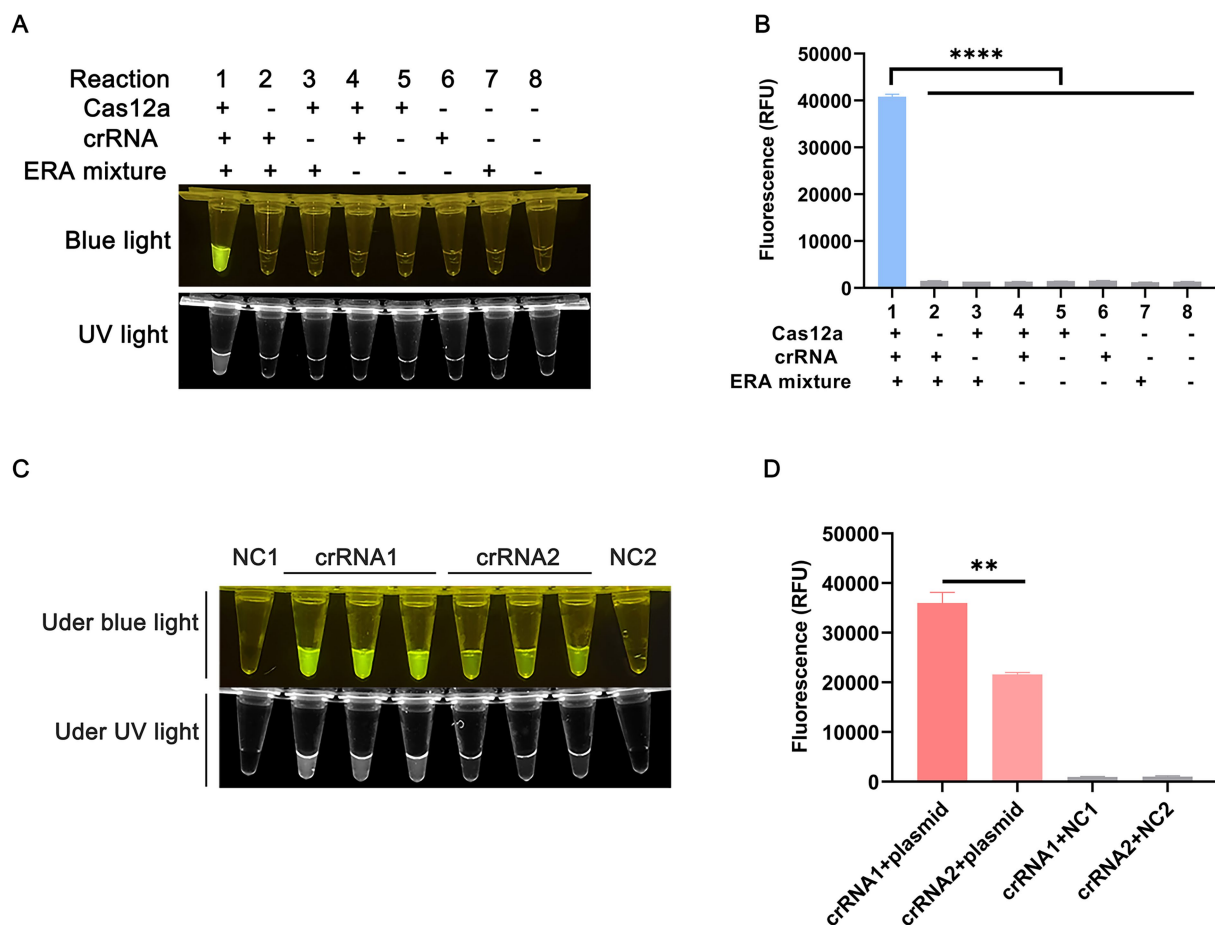 A
Reaction 1 2 3 4 5 6 7 8
Cas12a + - + + + - - -
crRNA + + - + - + - -
ERA mixture + + + - - - + -
Blue light
UV light
B
Fluorescence (RFU)
50000
40000
30000
20000
10000
0
****
1 2 3 4 5 6 7 8
Cas12a + - + + + - - -
crRNA + + - + - + - -
ERA mixture + + + - - - + -
C
NC1 crRNA1 crRNA2 NC2
Uder blue light
Uder UV light
D
Fluorescence (RFU)
50000
40000
30000
20000
10000
0
**
crRNA1+plasmid
crRNA2+plasmid
crRNA1+NC1
crRNA2+NC2